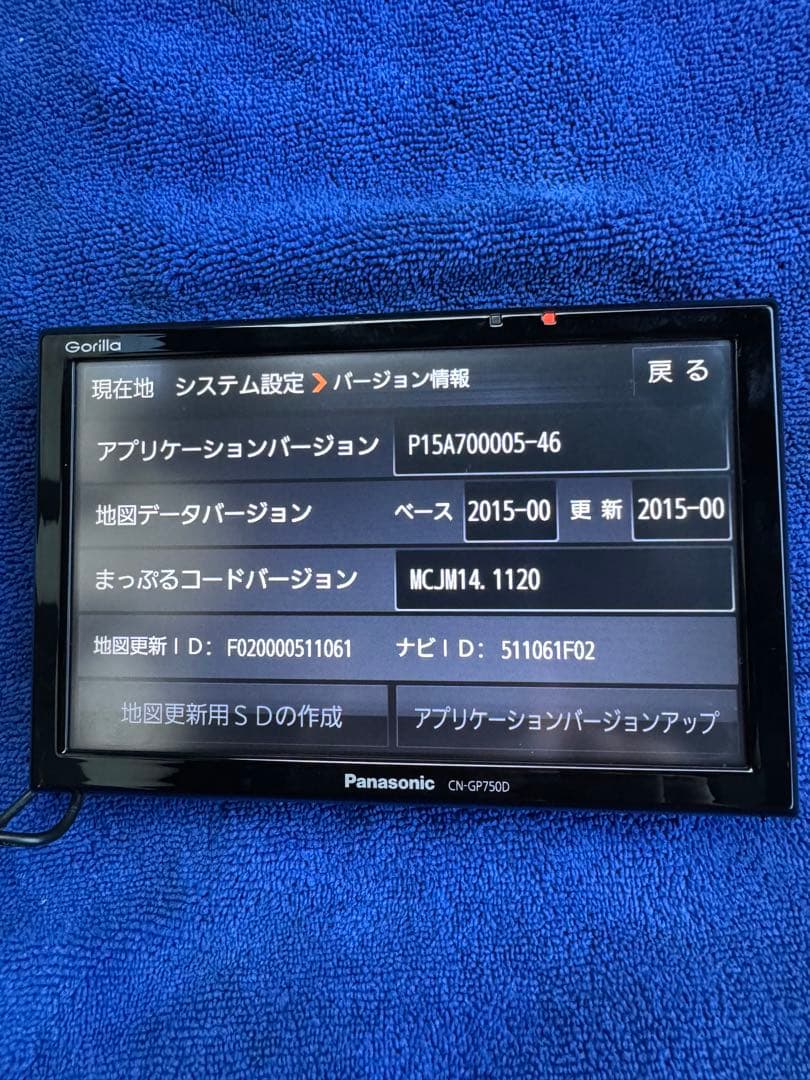 Gorilla
現在地 システム設定 バージョン情報 戻る
アプリケーションバージョン P15A700005-46
地図データバージョン ベース 2015-00 更新 2015-00
まっぷるコードバージョン MCJM14.1120
地図更新ID: F020000511061 ナビID: 511061F02
地図更新用SDの作成 アプリケーションバージョンアップ
Panasonic CN-GP750D